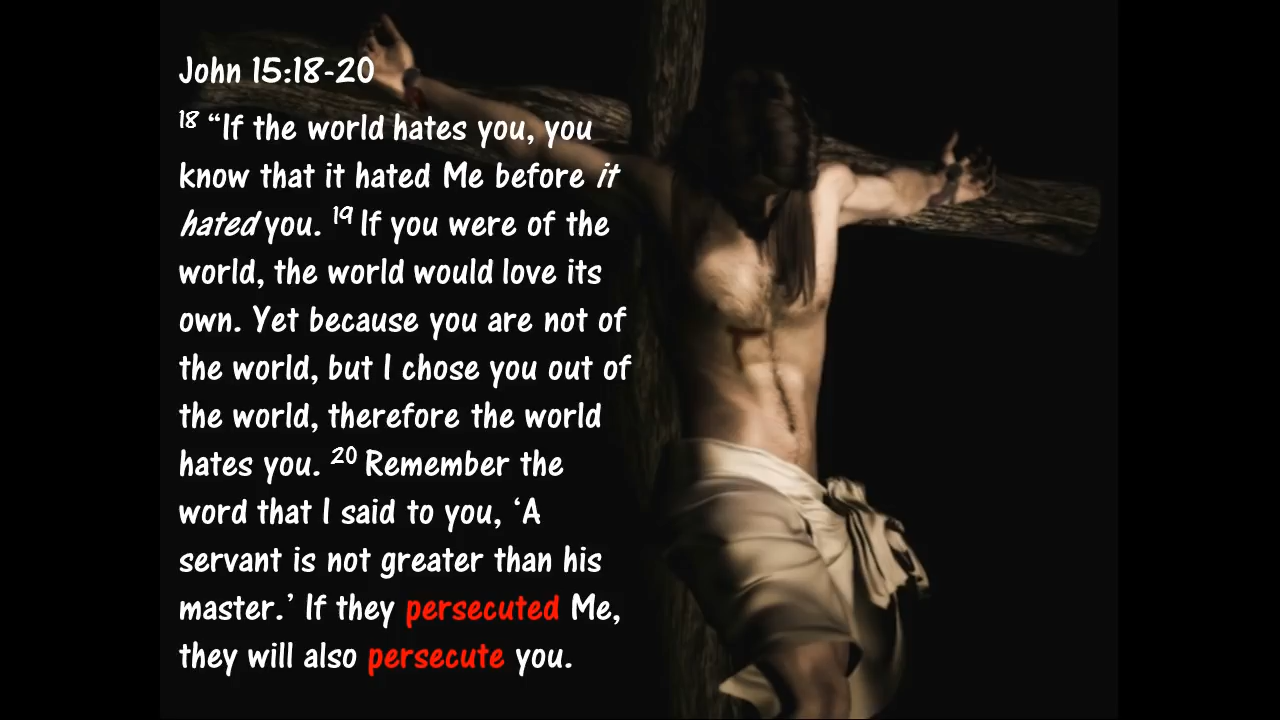 John 15:18-20
18 “If the world hates you, you
know that it hated Me before it
hated you. 19 If you were of the
world, the world would love its
own. Yet because you are not of
the world, but I chose you out of
the world, therefore the world
hates you. 20 Remember the
word that I said to you, ‘A
servant is not greater than his
master.’ If they persecuted Me,
they will also persecute you.